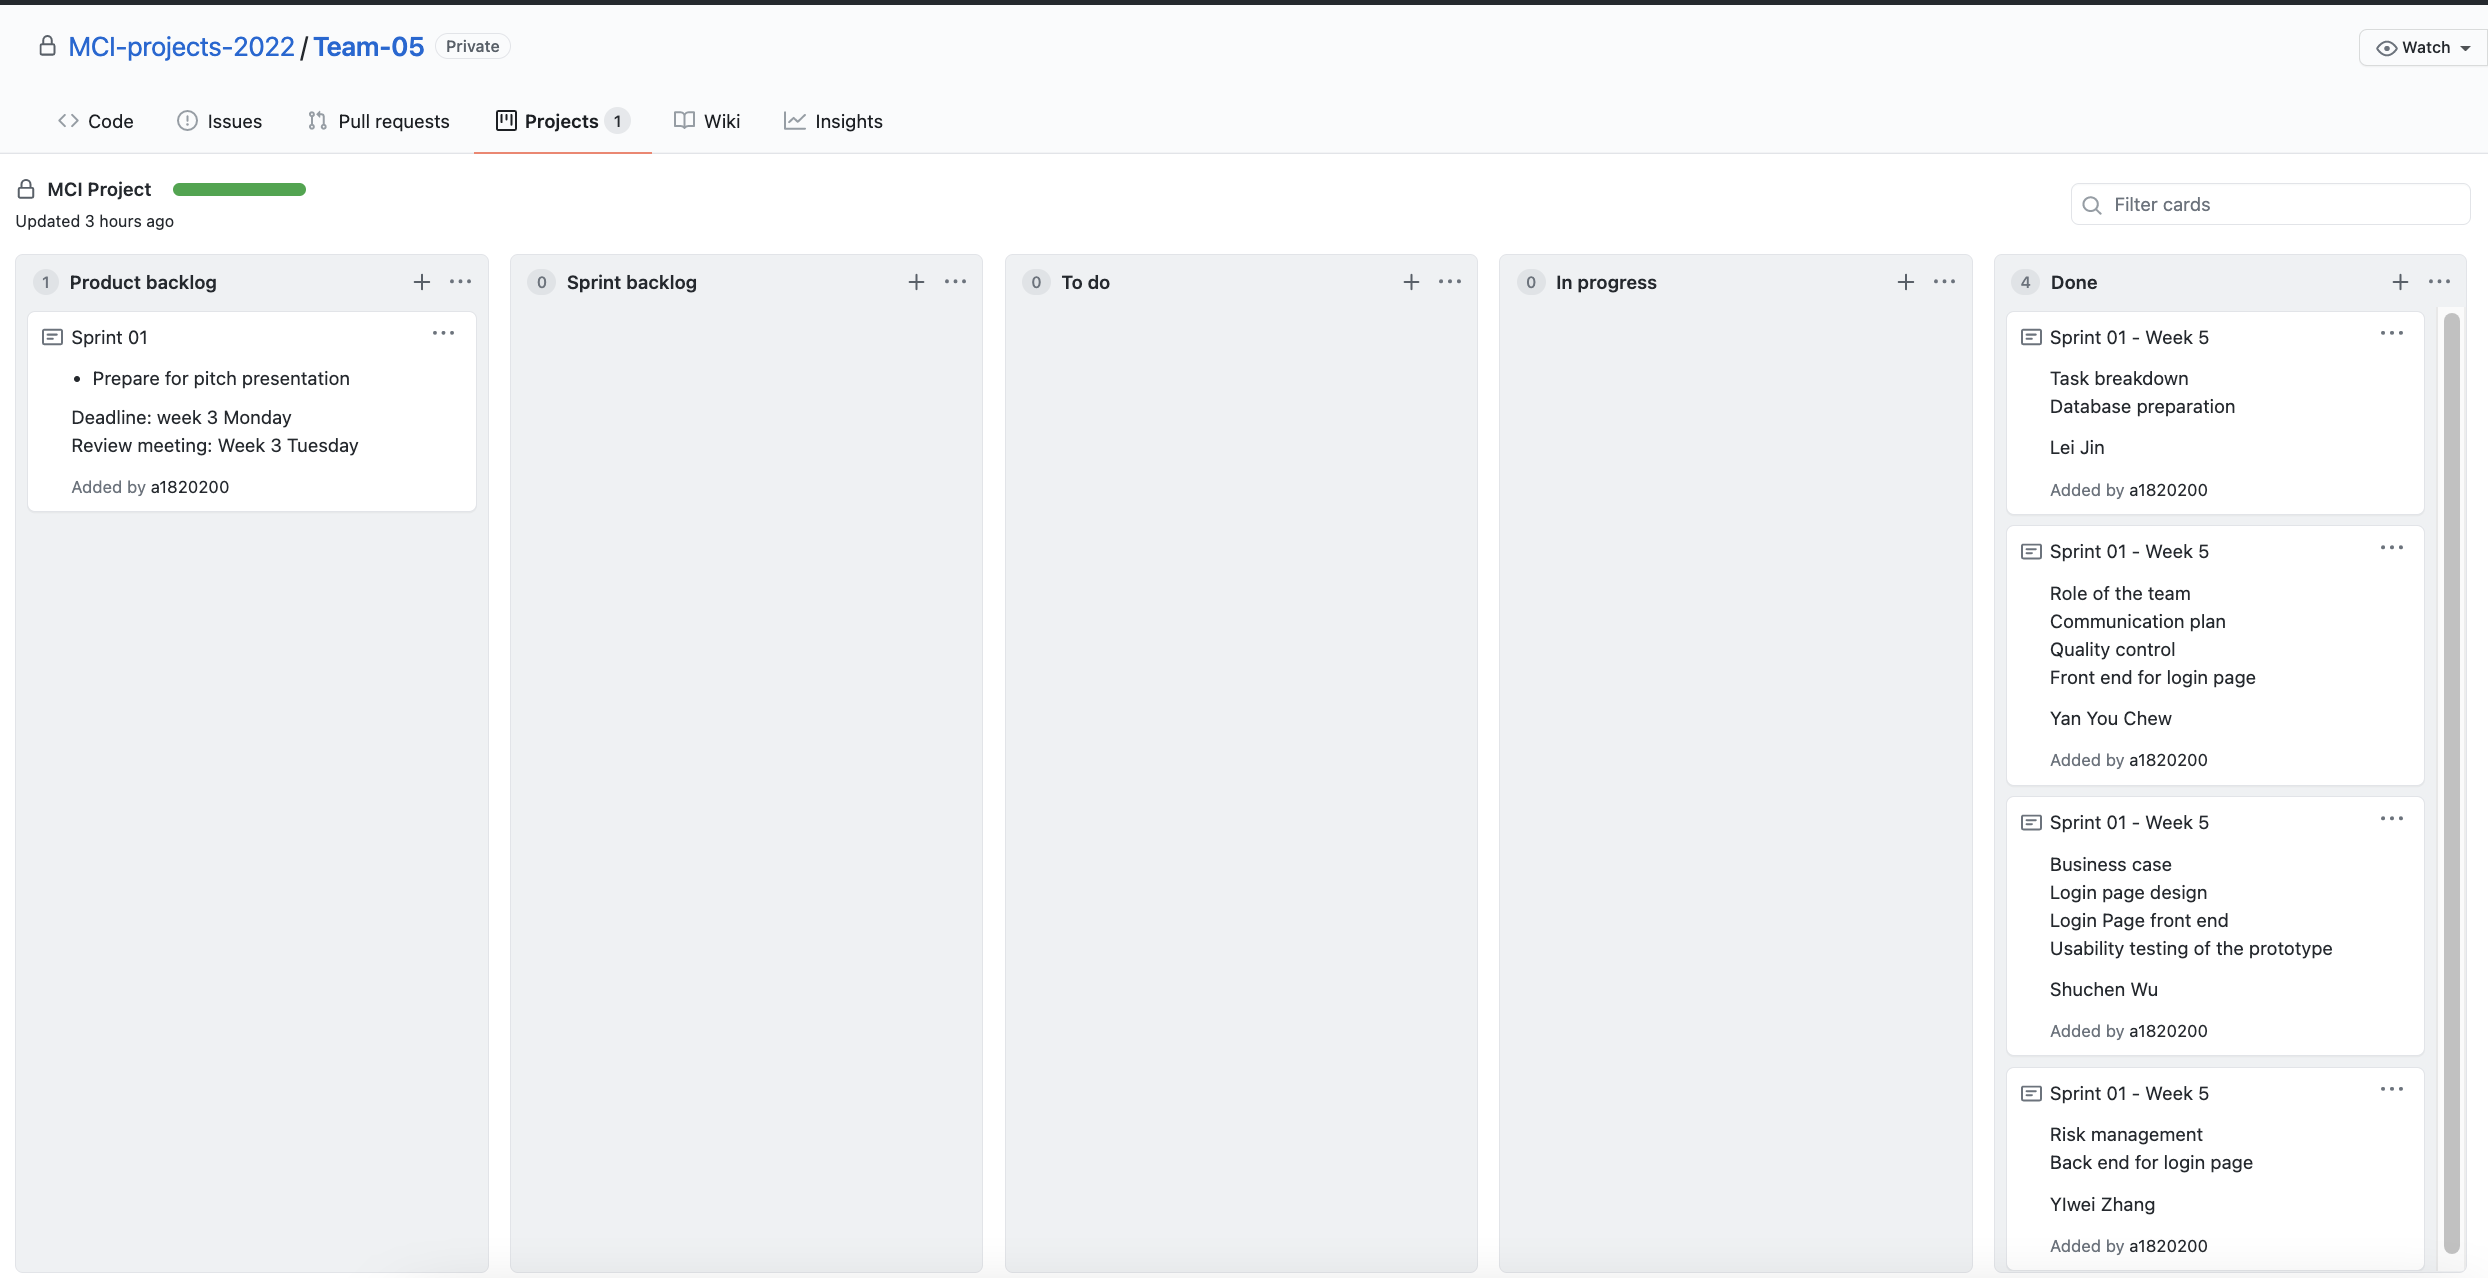 MCI-projects-2022 / Team-05 Private
Watch
Code
Issues
Pull requests
Projects 1
Wiki
Insights
MCI Project
Updated 3 hours ago
Filter cards
1 Product backlog
Sprint 01
• Prepare for pitch presentation
Deadline: week 3 Monday
Review meeting: Week 3 Tuesday
Added by a1820200
0 Sprint backlog
0 To do
0 In progress
4 Done
Sprint 01 - Week 5
Task breakdown
Database preparation
Lei Jin
Added by a1820200
Sprint 01 - Week 5
Role of the team
Communication plan
Quality control
Front end for login page
Yan You Chew
Added by a1820200
Sprint 01 - Week 5
Business case
Login page design
Login Page front end
Usability testing of the prototype
Shuchen Wu
Added by a1820200
Sprint 01 - Week 5
Risk management
Back end for login page
YIwei Zhang
Added by a1820200